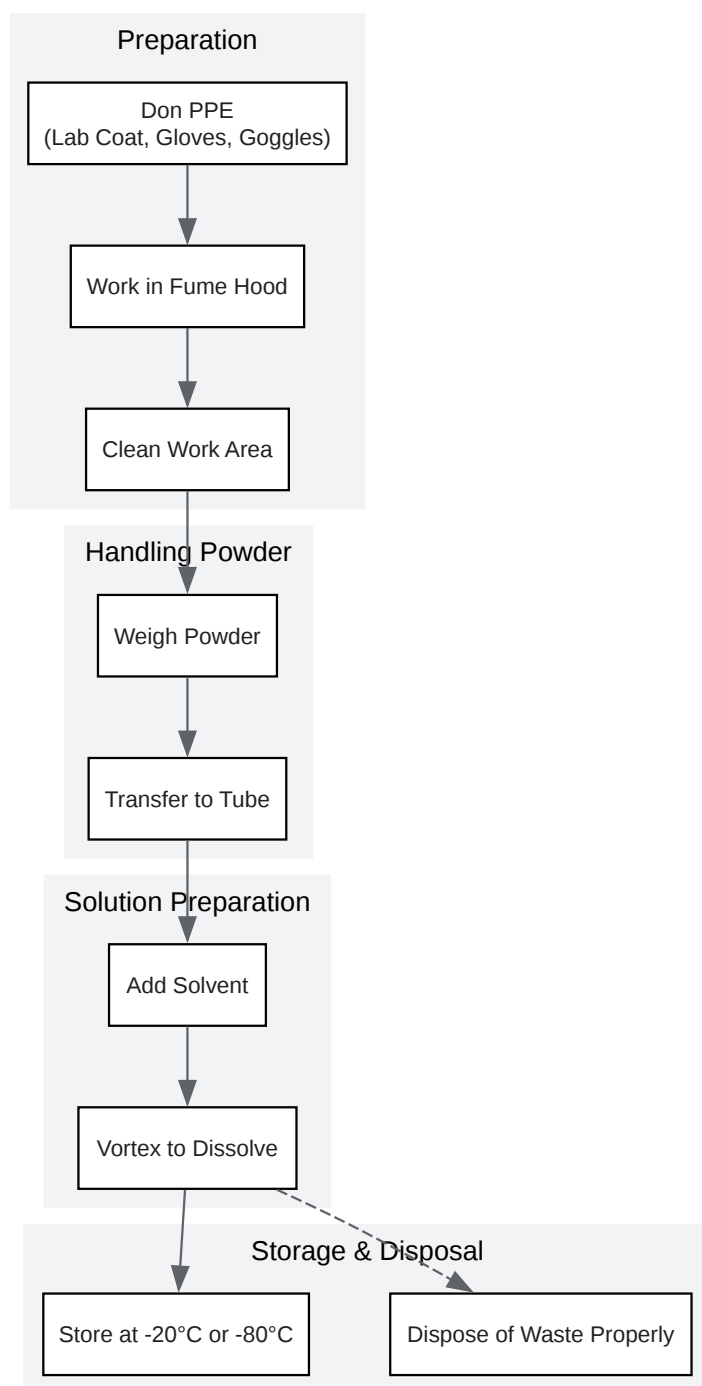 Preparation
Don PPE
(Lab Coat, Gloves, Goggles)
Work in Fume Hood
Clean Work Area
Handling Powder
Weigh Powder
Transfer to Tube
Solution Preparation
Add Solvent
Vortex to Dissolve
Storage & Disposal
Store at -20°C or -80°C
Dispose of Waste Properly